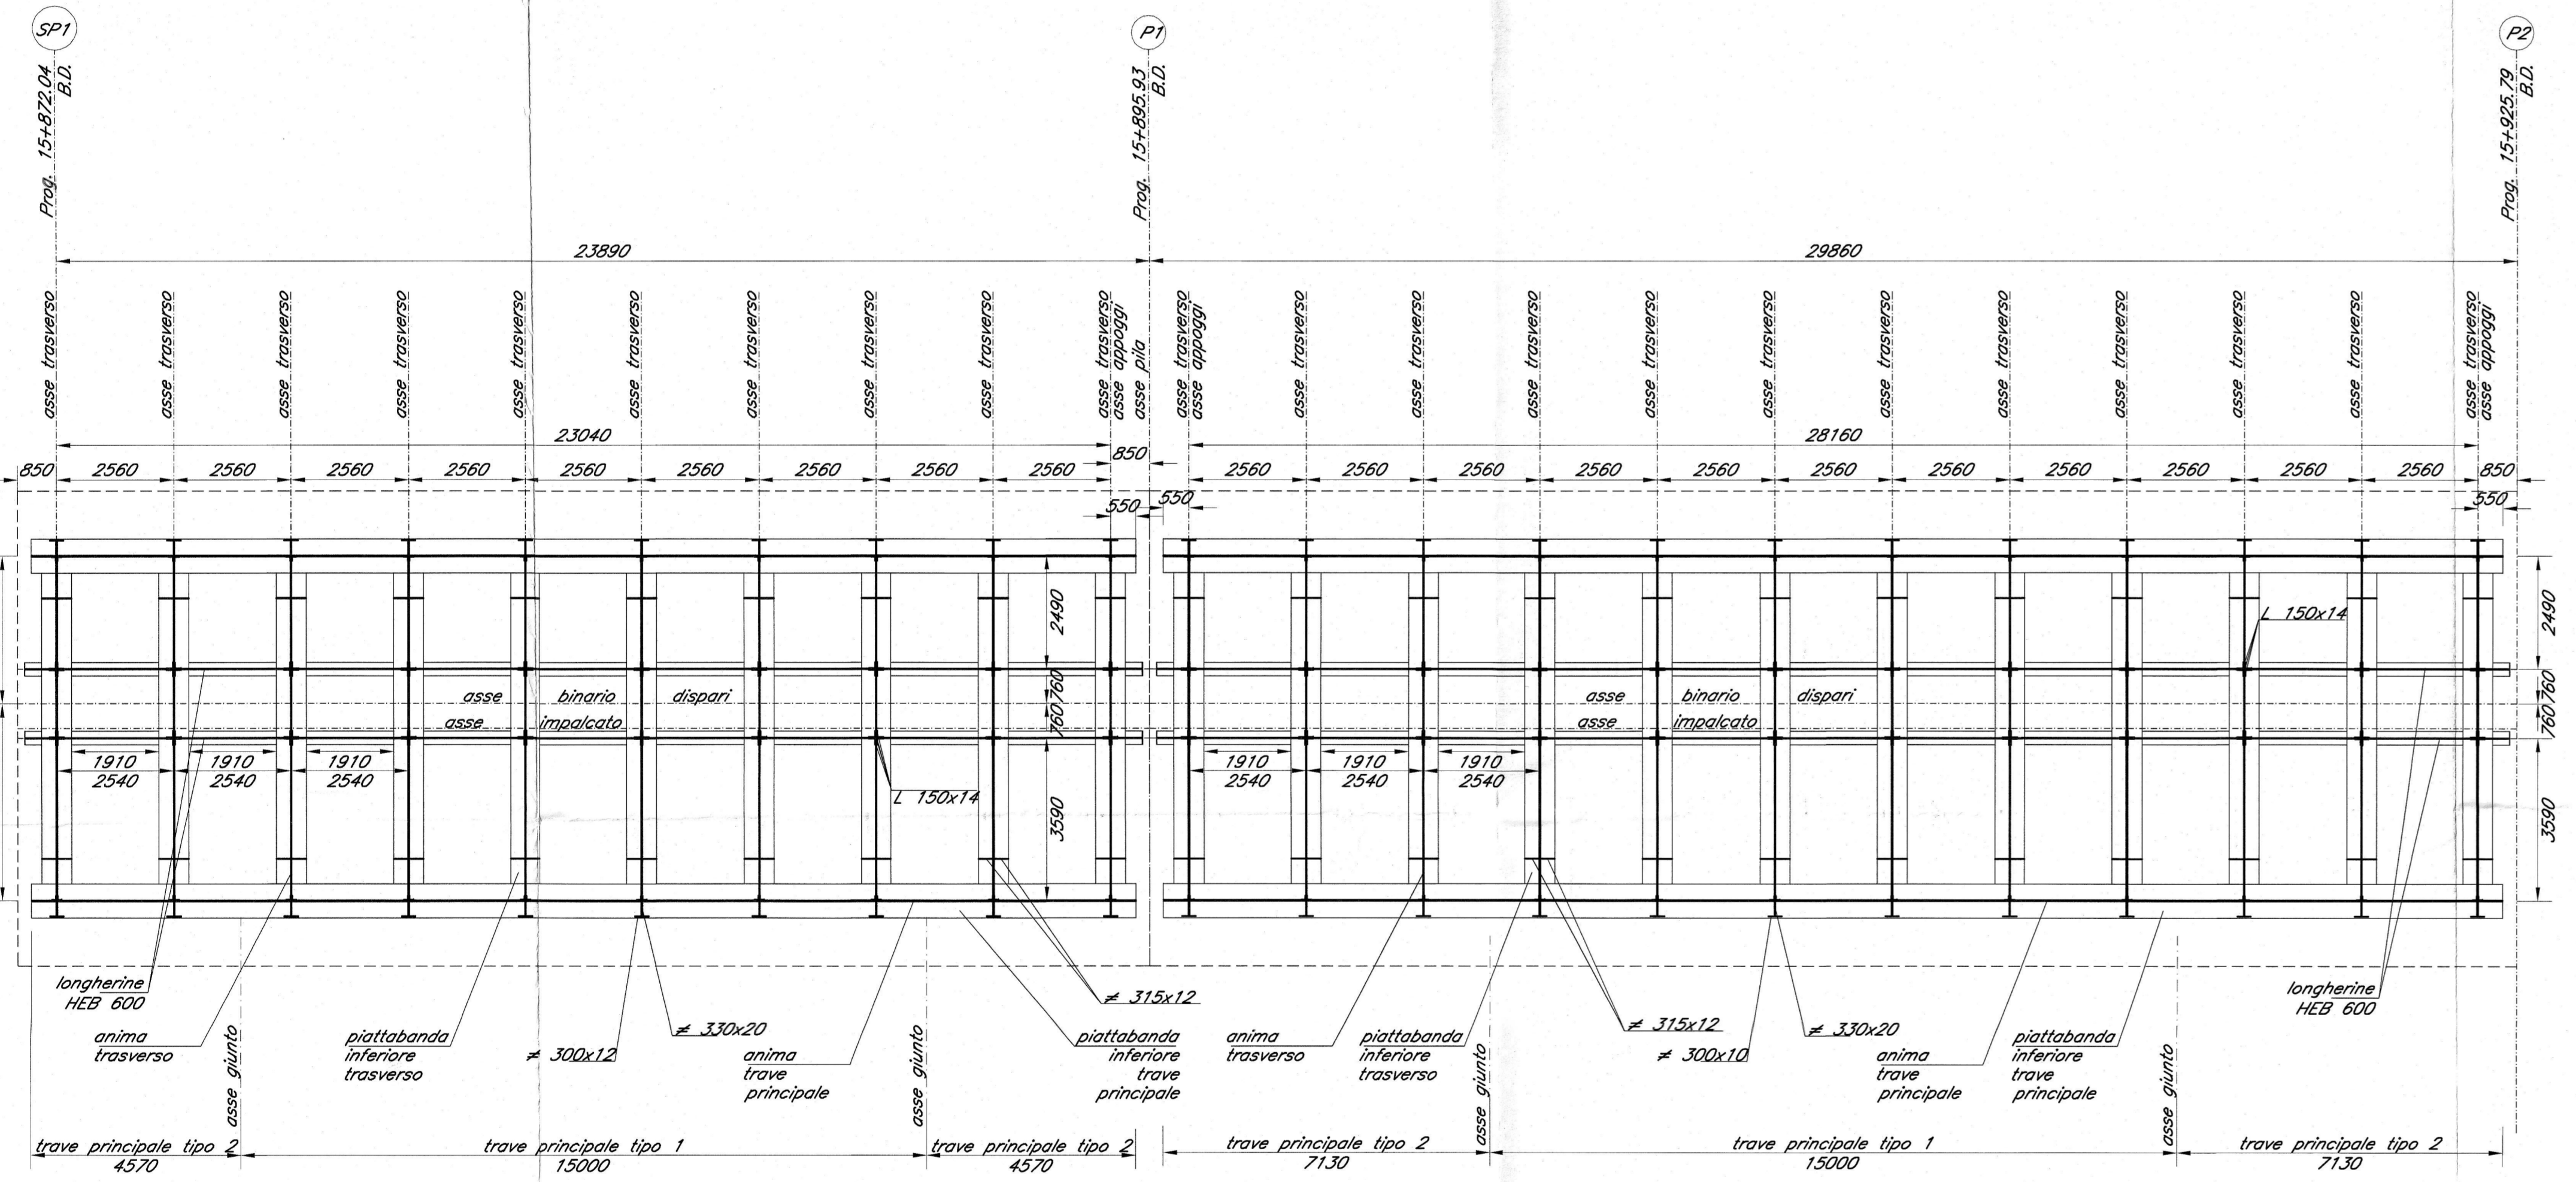 SP1
P1
P2
Prog. 15+872.04
B.D.
Prog. 15+895.93
B.D.
Prog. 15+925.79
B.D.
23890
29860
asse trasverso
asse trasverso
asse trasverso
asse trasverso
asse trasverso
asse trasverso
asse trasverso
asse trasverso
asse trasverso
asse trasverso
asse appoggi
asse pila
asse trasverso
asse appoggi
asse trasverso
asse trasverso
asse trasverso
asse trasverso
asse trasverso
asse trasverso
asse trasverso
asse trasverso
asse trasverso
asse trasverso
asse trasverso
asse appoggi
23040
28160
850
2560
2560
2560
2560
2560
2560
2560
2560
2560
850
2560
2560
2560
2560
2560
2560
2560
2560
2560
2560
2560
850
550
550
550
2490
760
760
3590
L 150x14
2490
760
760
3590
asse binario dispari
asse impalcato
asse binario dispari
asse impalcato
1910
2540
1910
2540
1910
2540
L 150x14
1910
2540
1910
2540
1910
2540
longherine
HEB 600
anima
trasverso
asse giunto
piattabanda
inferiore
trasverso
≠ 300x12
≠ 330x20
anima
trave
principale
asse giunto
≠ 315x12
piattabanda
inferiore
trave
principale
anima
trasverso
piattabanda
inferiore
trasverso
asse giunto
≠ 315x12
≠ 300x10
≠ 330x20
anima
trave
principale
piattabanda
inferiore
trave
principale
asse giunto
longherine
HEB 600
trave principale tipo 2
4570
trave principale tipo 1
15000
trave principale tipo 2
4570
trave principale tipo 2
7130
trave principale tipo 1
15000
trave principale tipo 2
7130